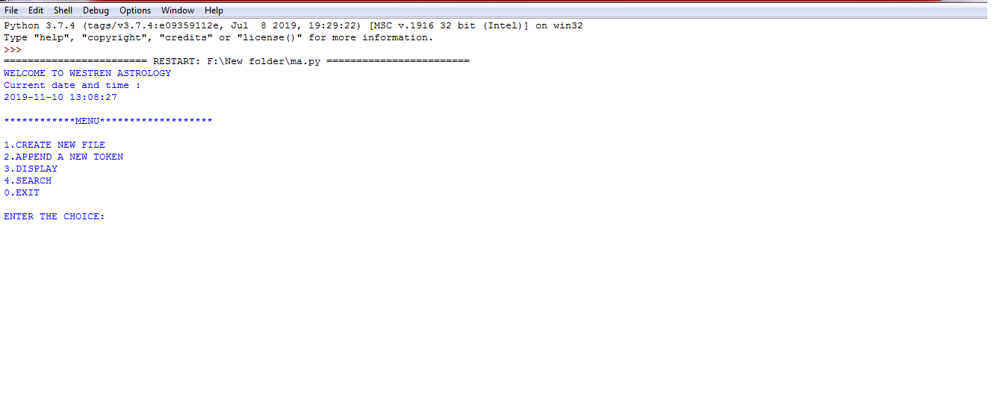 File Edit Shell Debug Options Window Help
Python 3.7.4 (tags/v3.7.4:e09359112e, Jul  8 2019, 19:29:22) [MSC v.1916 32 bit (Intel)] on win32
Type "help", "copyright", "credits" or "license()" for more information.
>>>
======================== RESTART: F:\New folder\ma.py ========================
WELCOME TO WESTREN ASTROLOGY
Current date and time :
2019-11-10 13:08:27
************MENU*******************
1.CREATE NEW FILE
2.APPEND A NEW TOKEN
3.DISPLAY
4.SEARCH
0.EXIT
ENTER THE CHOICE: